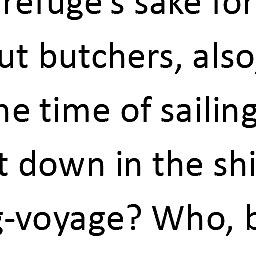 refuge's sake for
ut butchers, also,
he time of sailing
t down in the shi
g-voyage? Who, b